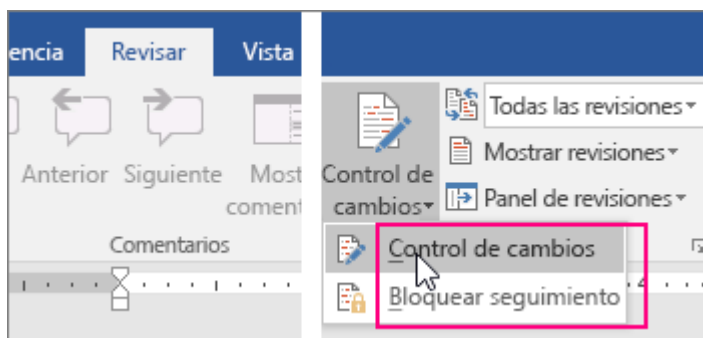 encia Revisar Vista
Anterior Siguiente Most
coment
Comentarios
Control de
cambios
Todas las revisiones
Mostrar revisiones
Panel de revisiones
Control de cambios
Bloquear seguimiento
4